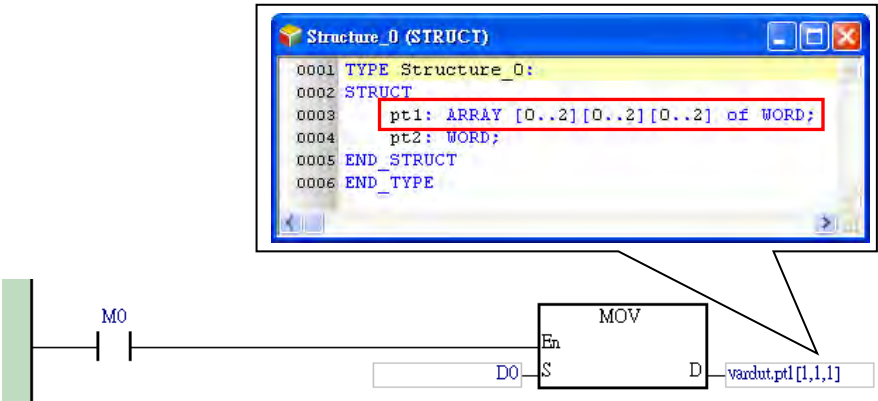 Structure_0 (STRUCT)
0001 TYPE Structure_0:
0002 STRUCT
0003 pt1: ARRAY [0..2][0..2][0..2] of WORD;
0004 pt2: WORD;
0005 END_STRUCT
0006 END_TYPE
M0
MOV
En
D0 S D vardut.pt1[1,1,1]